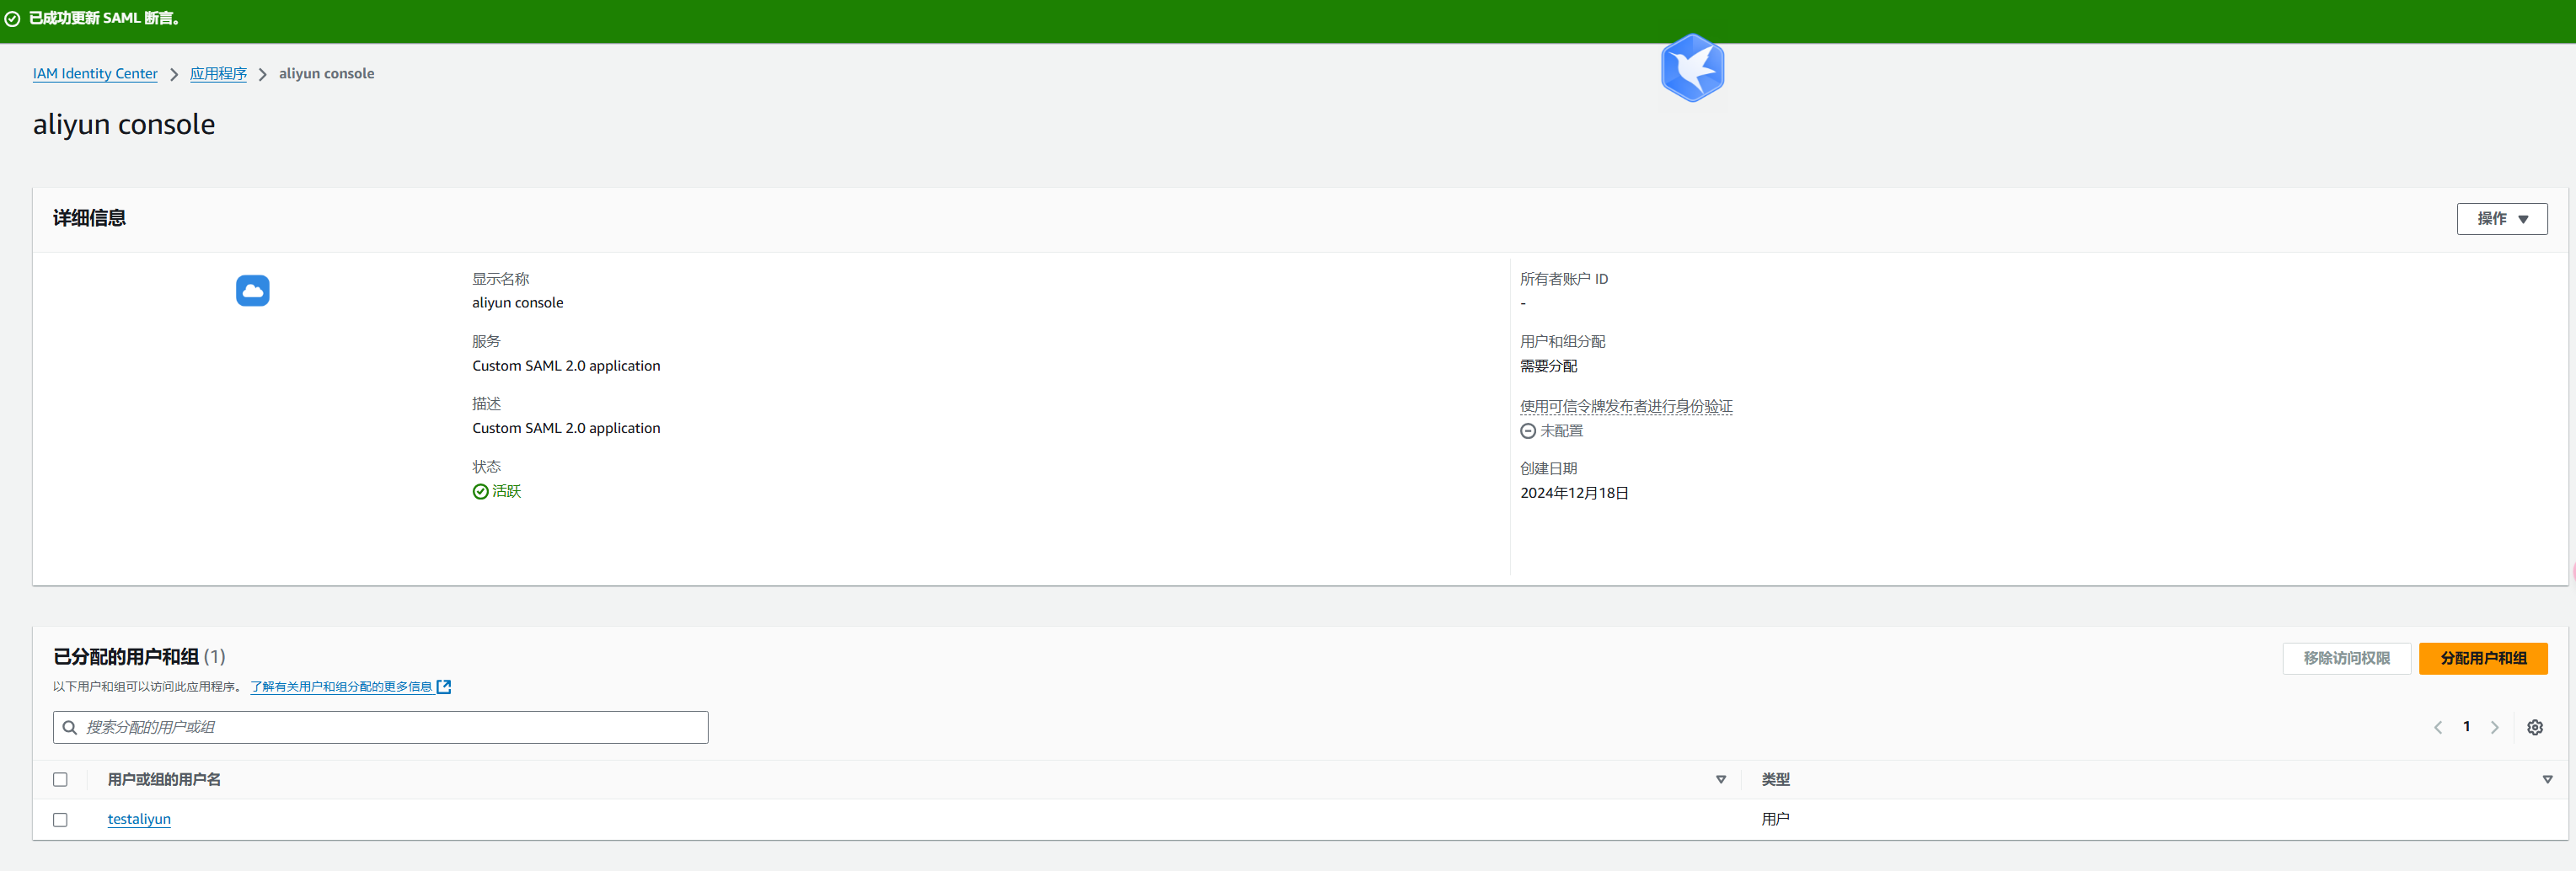 已成功更新 SAML 断言。
IAM Identity Center
应用程序
aliyun console
aliyun console
详细信息
操作
显示名称
aliyun console
服务
Custom SAML 2.0 application
描述
Custom SAML 2.0 application
状态
活跃
所有者账户 ID
-
用户和组分配
需要分配
使用可信令牌发布者进行身份验证
未配置
创建日期
2024年12月18日
已分配的用户和组 (1)
移除访问权限
分配用户和组
以下用户和组可以访问此应用程序。 了解有关用户和组分配的更多信息
搜索分配的用户或组
1
用户或组的用户名
类型
testaliyun
用户